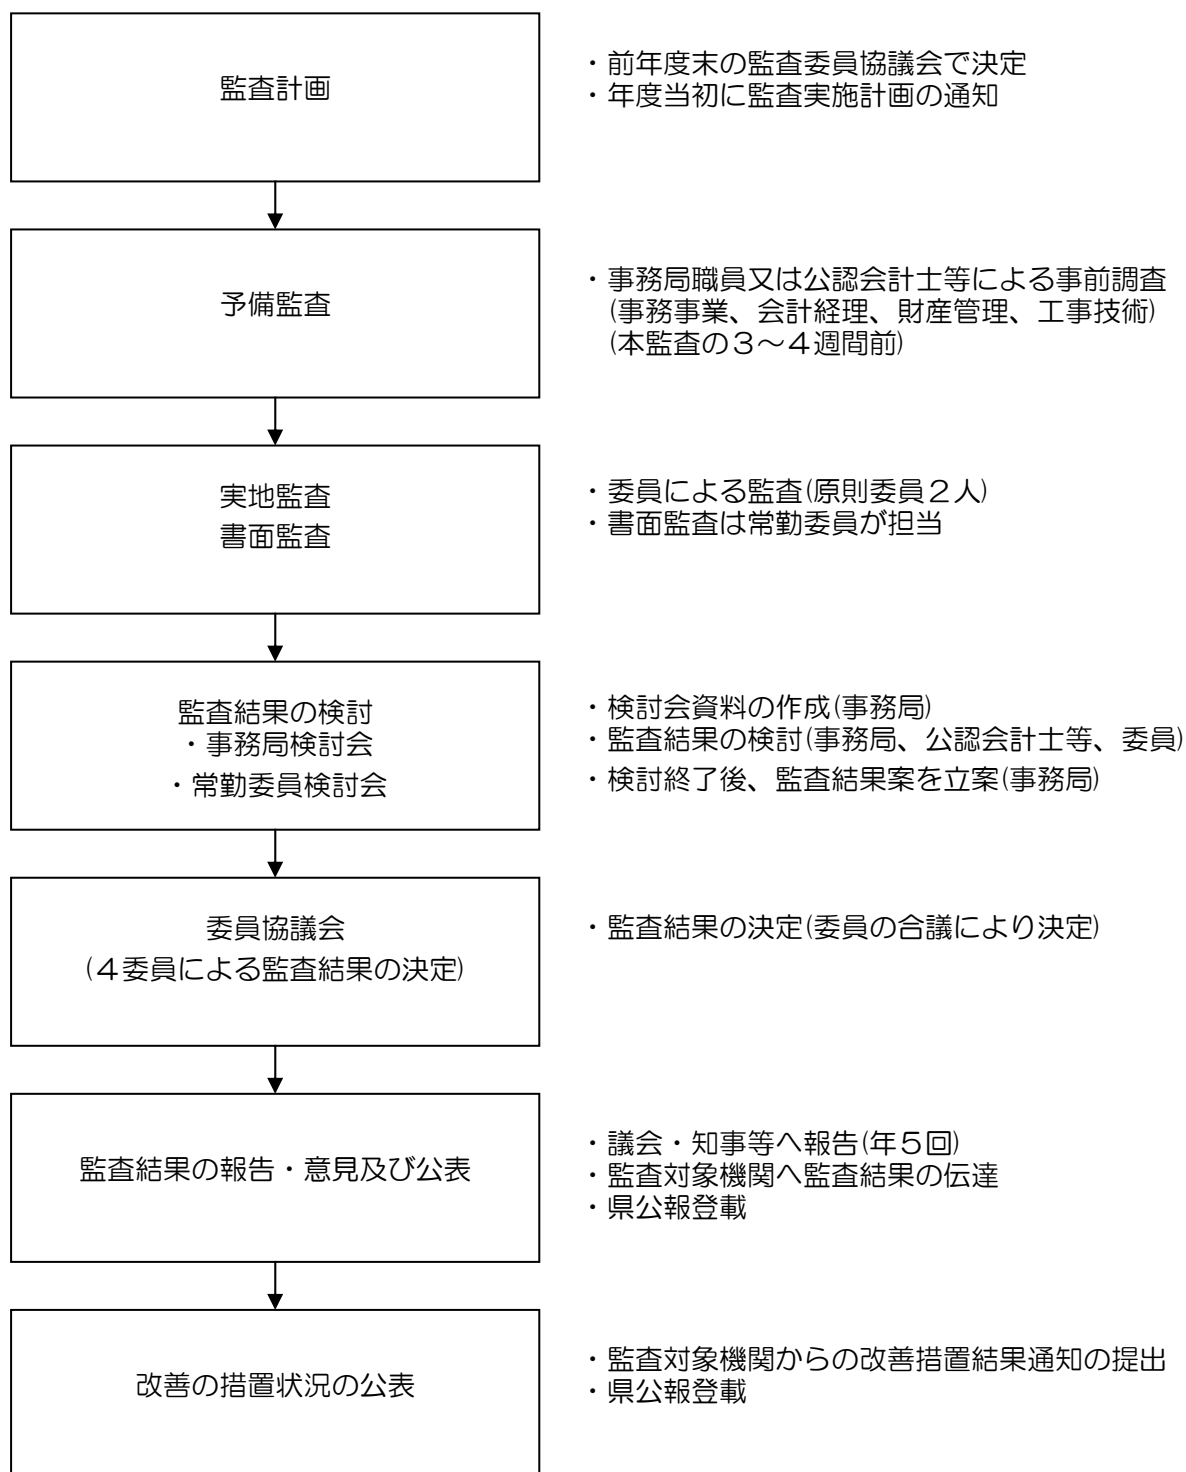 監査計画
・前年度末の監査委員協議会で決定
・年度当初に監査実施計画の通知
予備監査
・事務局職員又は公認会計士等による事前調査
(事務事業、会計経理、財産管理、工事技術)
(本監査の３～４週間前)
実地監査
書面監査
・委員による監査(原則委員２人)
・書面監査は常勤委員が担当
監査結果の検討
・事務局検討会
・常勤委員検討会
・検討会資料の作成(事務局)
・監査結果の検討(事務局、公認会計士等、委員)
・検討終了後、監査結果案を立案(事務局)
委員協議会
(４委員による監査結果の決定)
・監査結果の決定(委員の合議により決定)
監査結果の報告・意見及び公表
・議会・知事等へ報告(年５回)
・監査対象機関へ監査結果の伝達
・県公報登載
改善の措置状況の公表
・監査対象機関からの改善措置結果通知の提出
・県公報登載